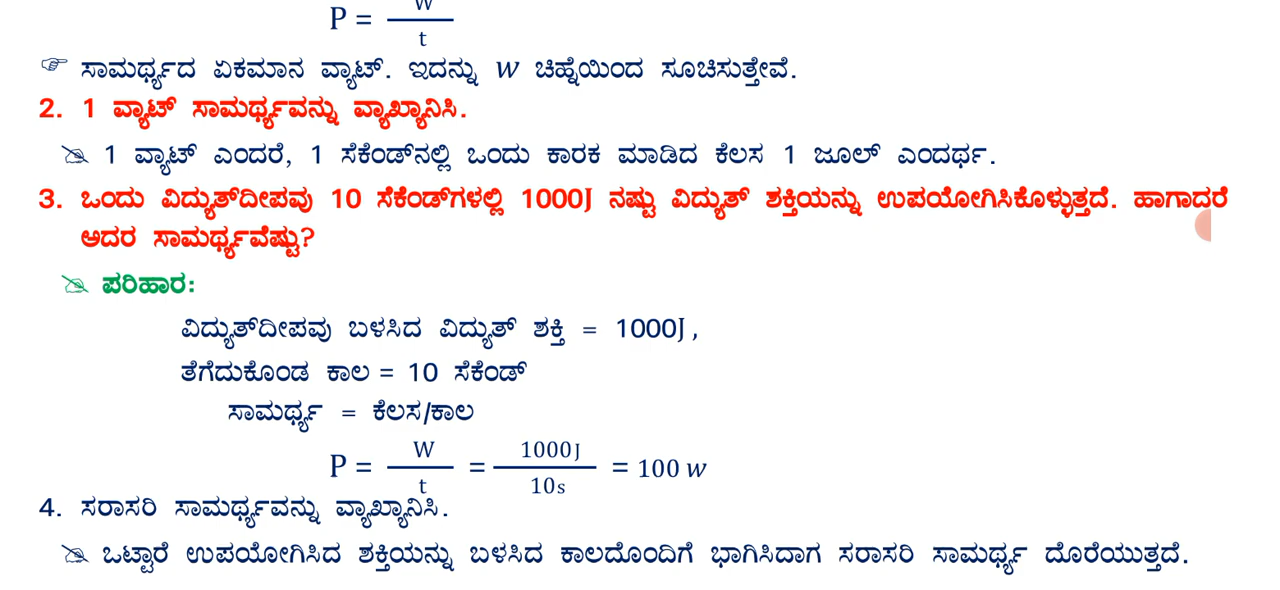 P = W
t
☞ ಸಾಮರ್ಥ್ಯದ ಏಕಮಾನ ವ್ಯಾಟ್. ಇದನ್ನು w ಚಿಹ್ನೆಯಿಂದ ಸೂಚಿಸುತ್ತೇವೆ.
2. 1 ವ್ಯಾಟ್ ಸಾಮರ್ಥ್ಯವನ್ನು ವ್ಯಾಖ್ಯಾನಿಸಿ.
1 ವ್ಯಾಟ್ ಎಂದರೆ, 1 ಸೆಕೆಂಡ್‌ನಲ್ಲಿ ಒಂದು ಕಾರಕ ಮಾಡಿದ ಕೆಲಸ 1 ಜೂಲ್ ಎಂದರ್ಥ.
3. ಒಂದು ವಿದ್ಯುತ್‌ದೀಪವು 10 ಸೆಕೆಂಡ್‌ಗಳಲ್ಲಿ 1000J ನಷ್ಟು ವಿದ್ಯುತ್ ಶಕ್ತಿಯನ್ನು ಉಪಯೋಗಿಸಿಕೊಳ್ಳುತ್ತದೆ. ಹಾಗಾದರೆ
ಅದರ ಸಾಮರ್ಥ್ಯವೆಷ್ಟು?
ಪರಿಹಾರ:
ವಿದ್ಯುತ್‌ದೀಪವು ಬಳಸಿದ ವಿದ್ಯುತ್ ಶಕ್ತಿ = 1000J,
ತೆಗೆದುಕೊಂಡ ಕಾಲ = 10 ಸೆಕೆಂಡ್
ಸಾಮರ್ಥ್ಯ = ಕೆಲಸ/ಕಾಲ
P = W/t = 1000J/10s = 100 w
4. ಸರಾಸರಿ ಸಾಮರ್ಥ್ಯವನ್ನು ವ್ಯಾಖ್ಯಾನಿಸಿ.
ಒಟ್ಟಾರೆ ಉಪಯೋಗಿಸಿದ ಶಕ್ತಿಯನ್ನು ಬಳಸಿದ ಕಾಲದೊಂದಿಗೆ ಭಾಗಿಸಿದಾಗ ಸರಾಸರಿ ಸಾಮರ್ಥ್ಯ ದೊರೆಯುತ್ತದೆ.